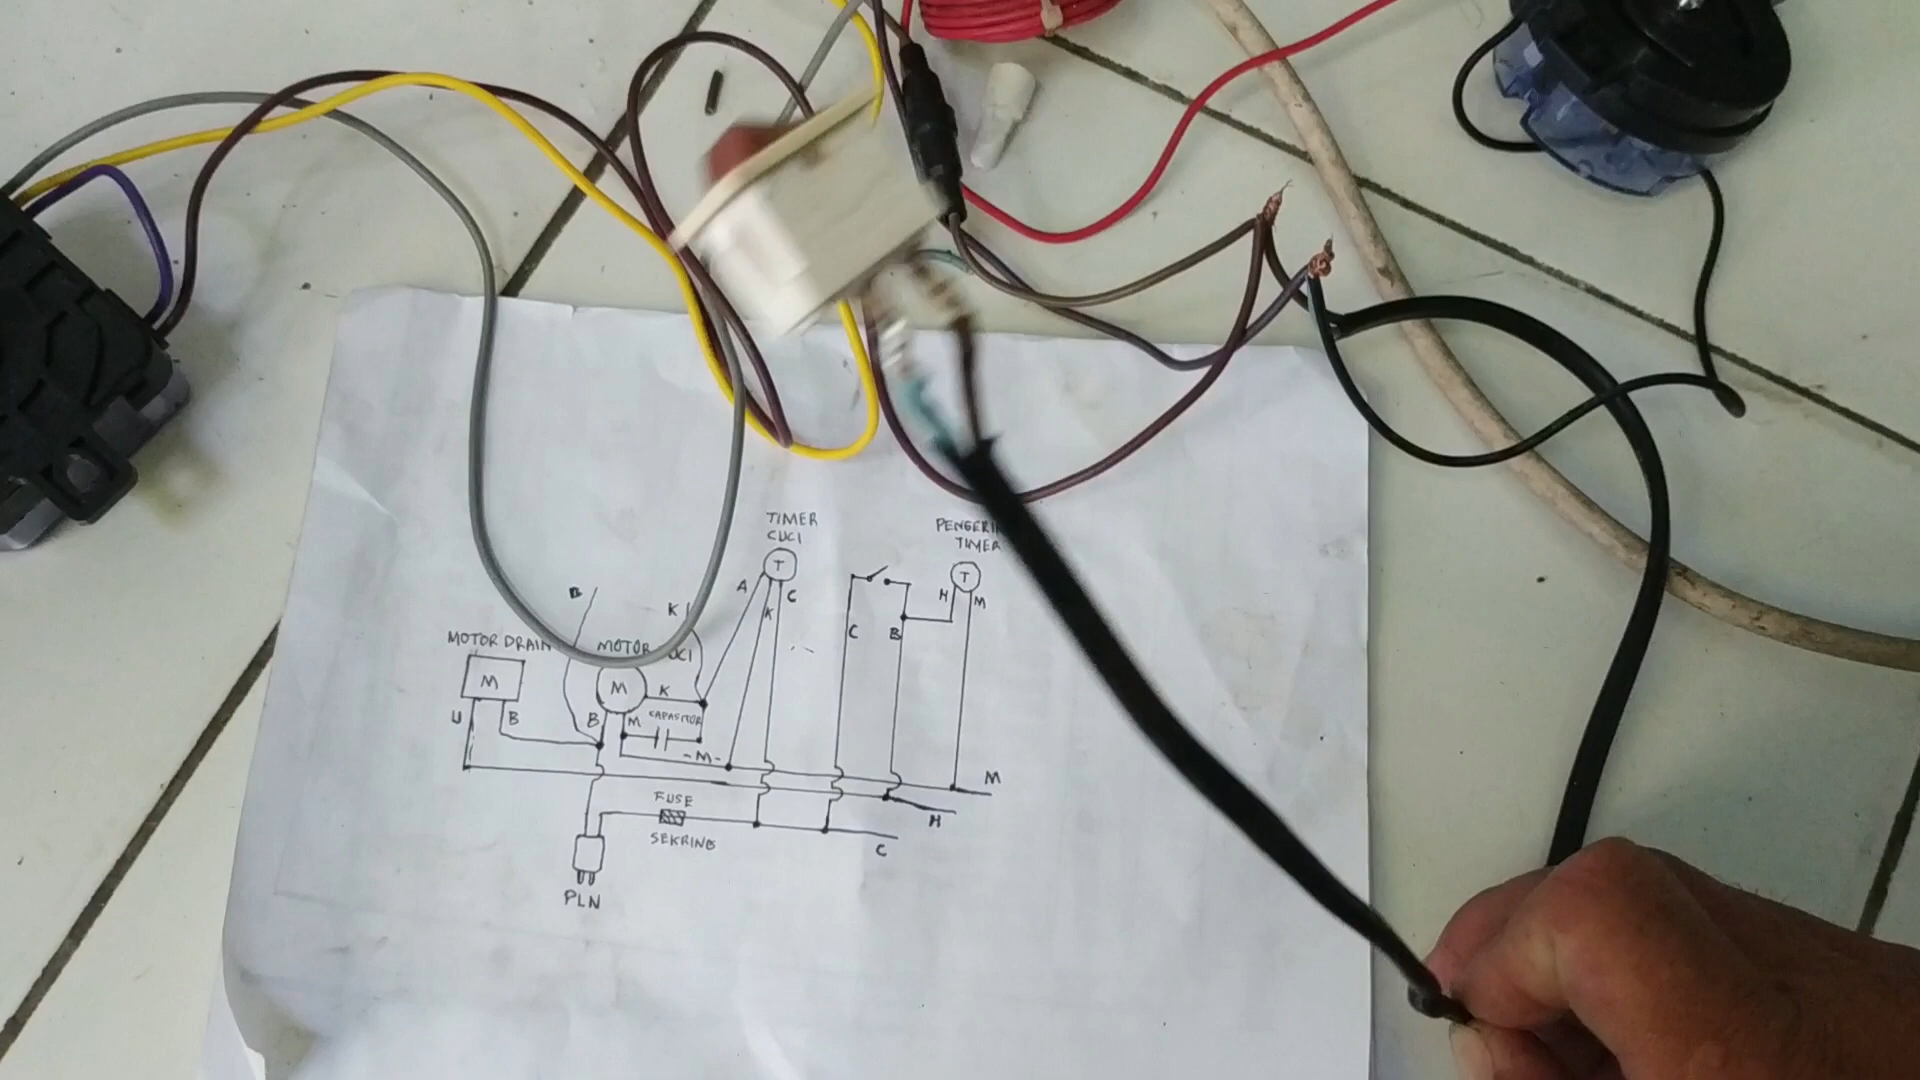 TIMER
CUCI
T
A
K
C
PENGERI
TIMER
T
H
M
C
B
B
K
MOTOR DRAIN
M
U
B
MOTOR CUCI
M
K
B
M
CAPASITOR
-M-
M
H
FUSE
SEKRING
C
PLN